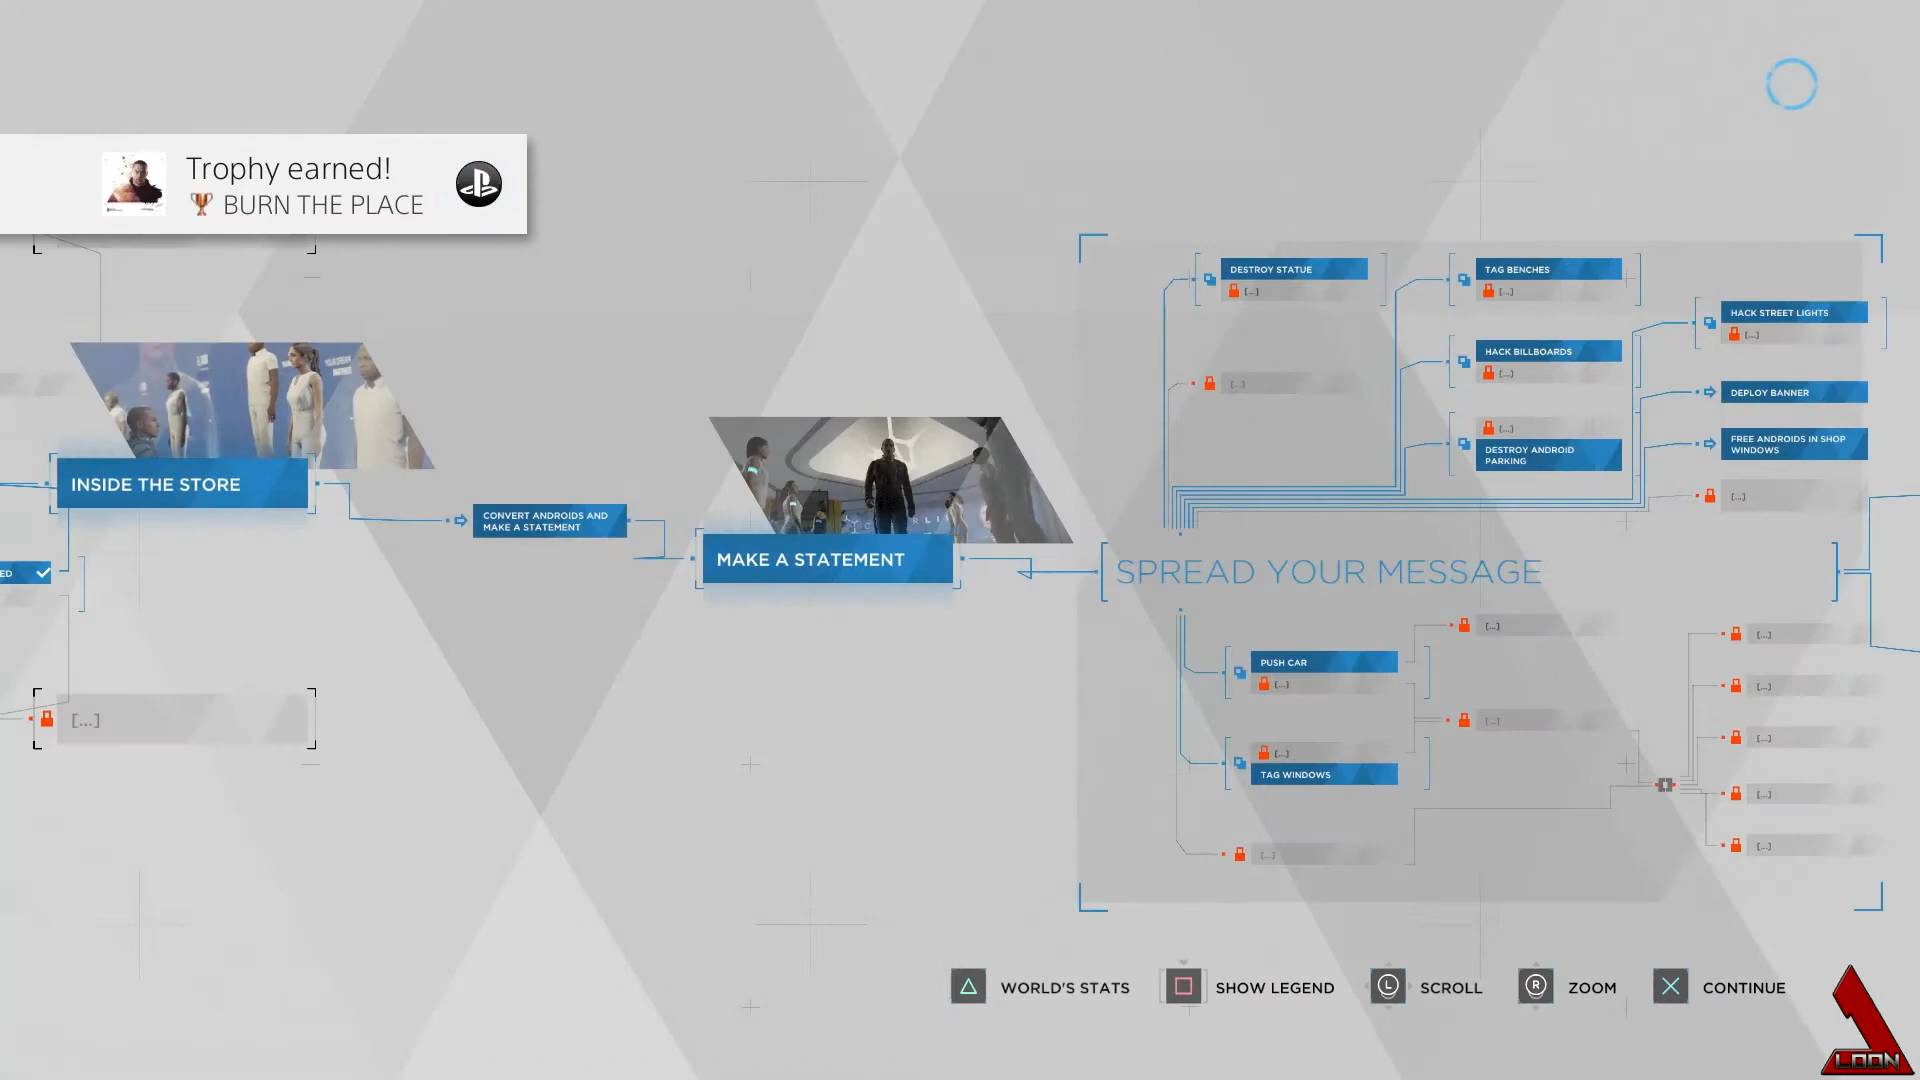 Trophy earned!
BURN THE PLACE
INSIDE THE STORE
ED
[...]
CONVERT ANDROIDS AND
MAKE A STATEMENT
MAKE A STATEMENT
DESTROY STATUE
[...]
[...]
TAG BENCHES
[...]
HACK BILLBOARDS
[...]
[...]
DESTROY ANDROID
PARKING
HACK STREET LIGHTS
[...]
DEPLOY BANNER
FREE ANDROIDS IN SHOP
WINDOWS
[...]
SPREAD YOUR MESSAGE
PUSH CAR
[...]
[...]
TAG WINDOWS
[...]
[...]
[...]
[...]
[...]
[...]
[...]
[...]
WORLD'S STATS
SHOW LEGEND
L
SCROLL
R
ZOOM
CONTINUE
LOON